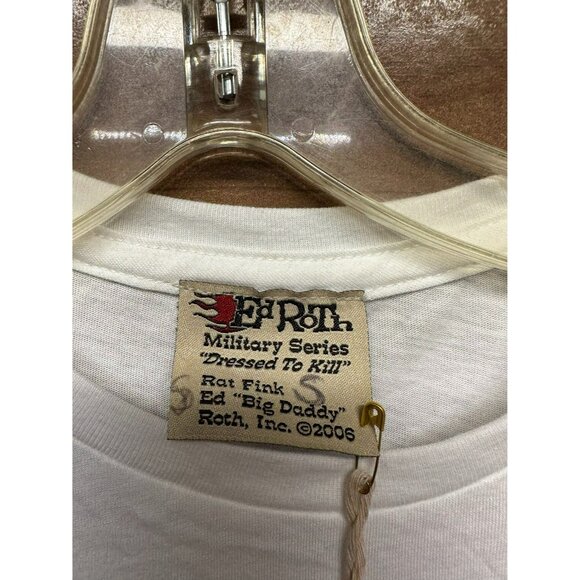 Ed Roth
Military Series
"Dressed To Kill"
Rat Fink S
S Ed "Big Daddy"
Roth, Inc. ©2006